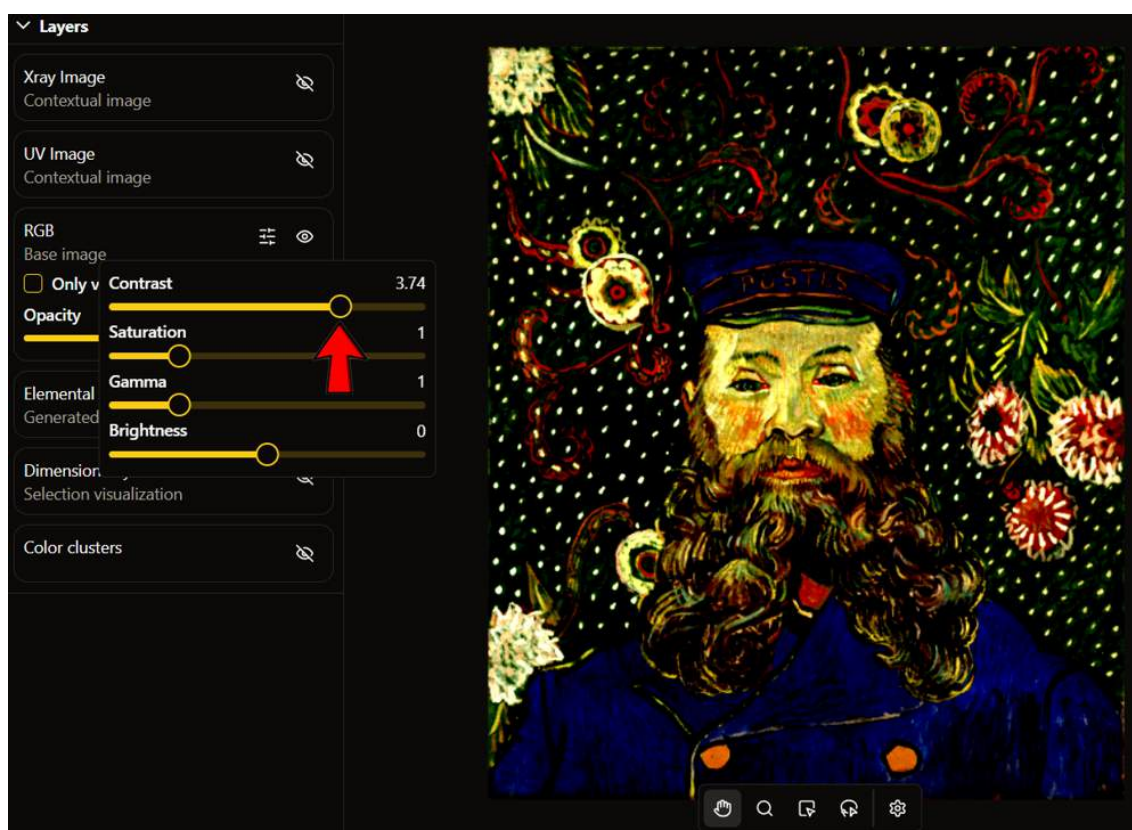 Layers
Xray Image
Contextual image
UV Image
Contextual image
RGB
Base image
Only v
Contrast 3.74
Opacity
Saturation 1
Gamma 1
Elemental
Generated
Brightness 0
Dimension
Selection visualization
Color clusters
POSTES